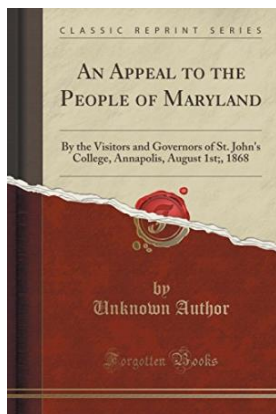 CLASSIC REPRINT SERIES
AN APPEAL TO THE
PEOPLE OF MARYLAND
By the Visitors and Governors of St. John's
College, Annapolis, August 1st;, 1868
by
Unknown Author
Forgotten Books